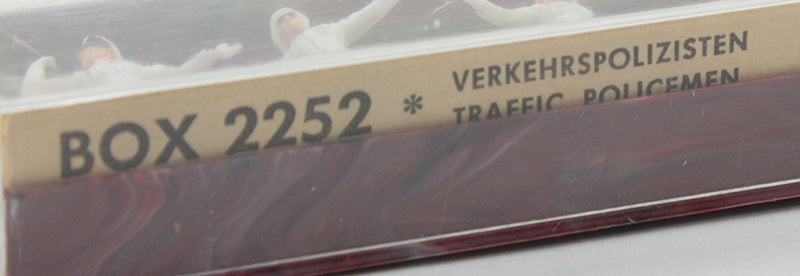 BOX 2252 * VERKEHRSPOLIZISTEN
TRAFFIC POLICEMEN